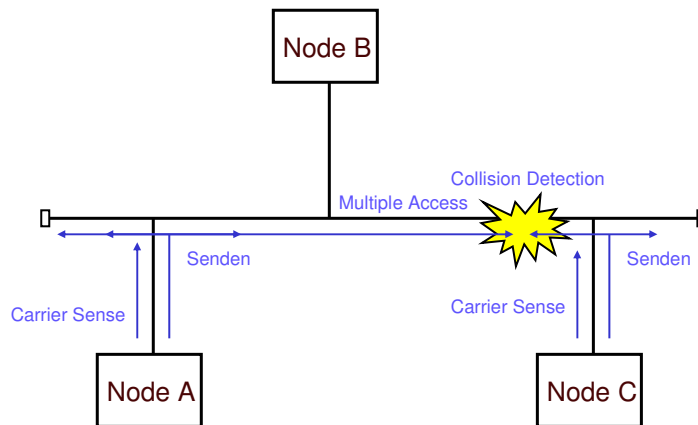 Node B
Collision Detection
Multiple Access
Senden
Senden
Carrier Sense
Carrier Sense
Node A
Node C